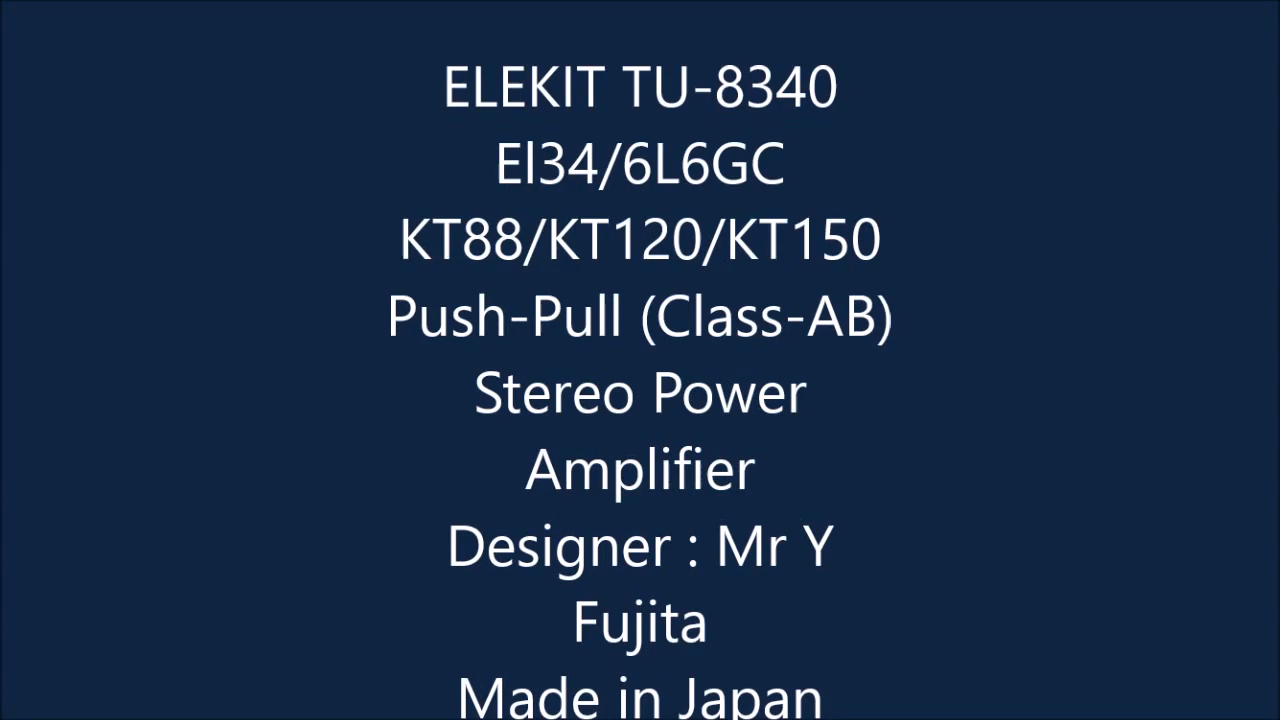 ELEKIT TU-8340
El34/6L6GC
KT88/KT120/KT150
Push-Pull (Class-AB)
Stereo Power
Amplifier
Designer : Mr Y
Fujita
Made in Japan